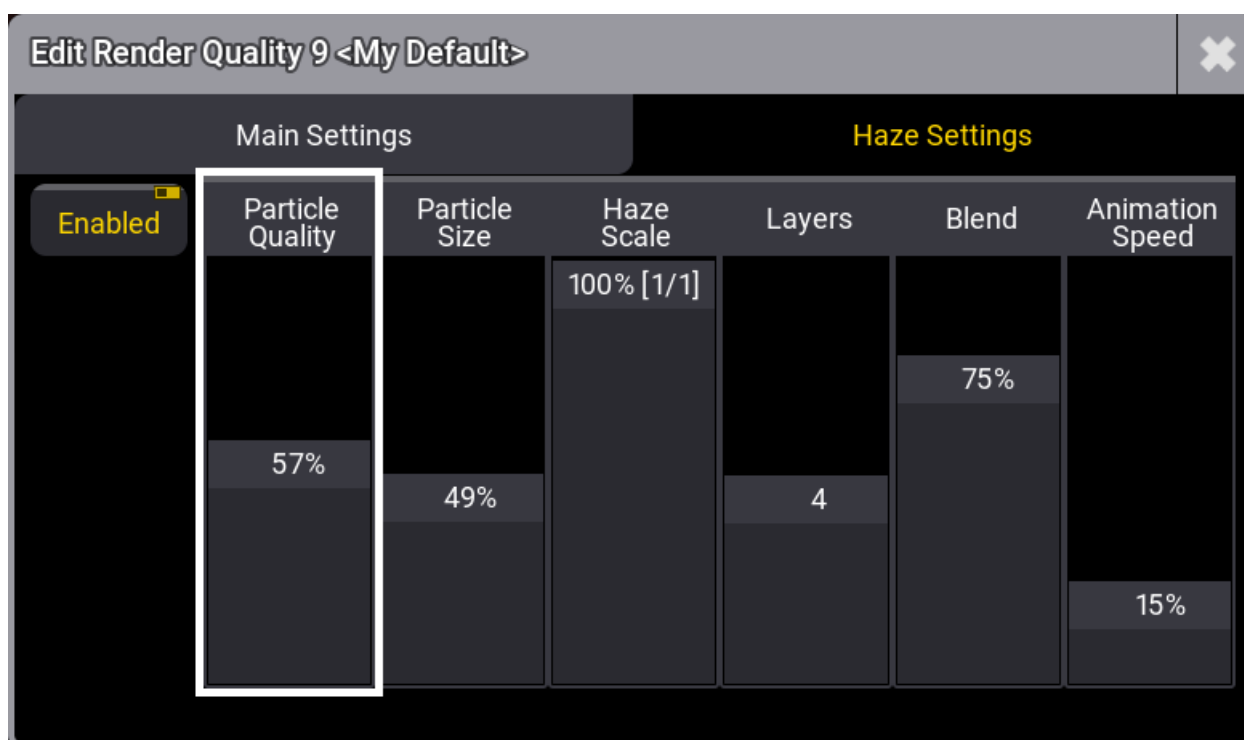 Edit Render Quality 9 <My Default>
Main Settings
Haze Settings
Enabled
Particle
Quality
Particle
Size
Haze
Scale
Layers
Blend
Animation
Speed
100% [1/1]
75%
57%
49%
4
15%